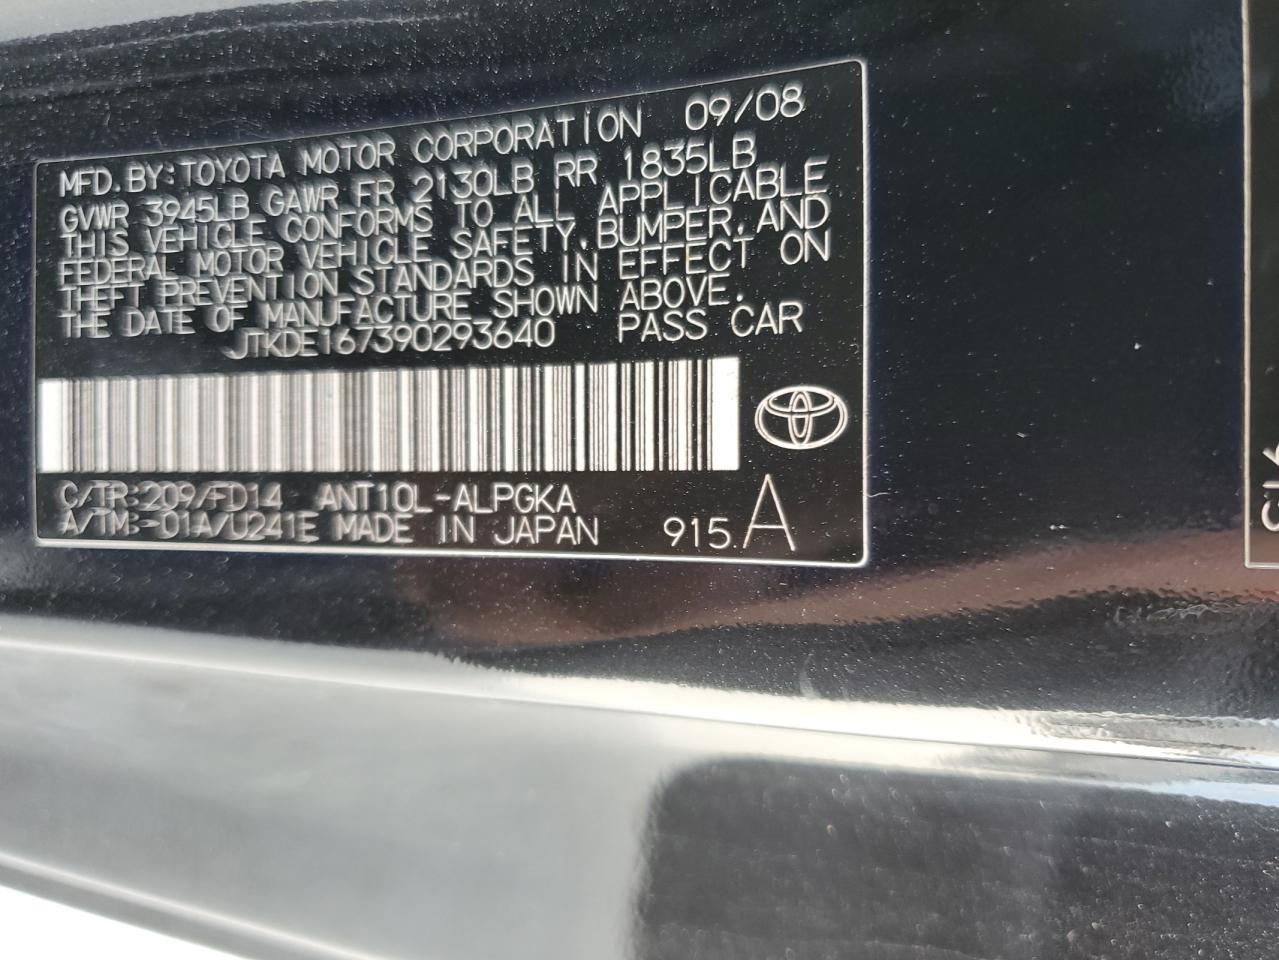 MFD.BY:TOYOTA MOTOR CORPORATION 09/08
GVWR 3945LB GAWR FR 2130LB RR 1835LB
THIS VEHICLE CONFORMS TO ALL APPLICABLE
FEDERAL MOTOR VEHICLE SAFETY,BUMPER,AND
THEFT PREVENTION STANDARDS IN EFFECT ON
THE DATE OF MANUFACTURE SHOWN ABOVE.
JTKDE167390293640 PASS CAR
C/TR:209/FD14 ANT10L-ALPGKA
A/TM:-01A/U241E MADE IN JAPAN 915.A